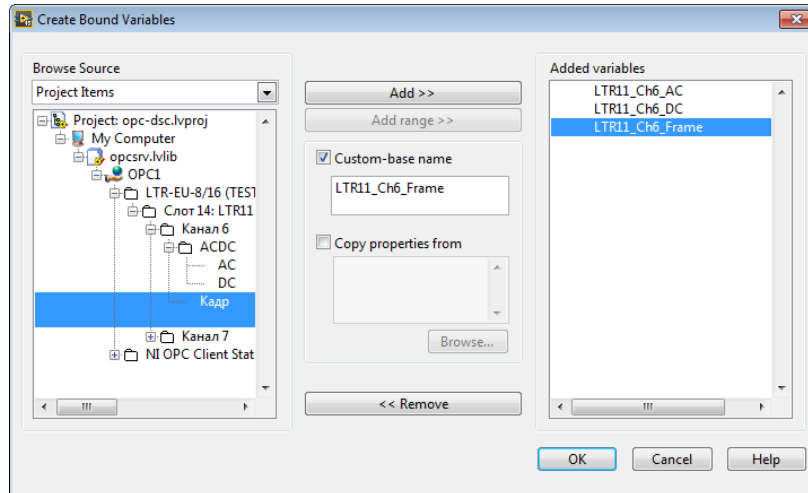 Create Bound Variables
Browse Source
Project Items
Project: opc-dsc.lvproj
My Computer
opcsrv.lvlib
OPC1
LTR-EU-8/16 (TEST
Слот 14: LTR11
Канал 6
ACDC
AC
DC
Кадр
Канал 7
NI OPC Client Stat
Add >>
Add range >>
Custom-base name
LTR11_Ch6_Frame
Copy properties from
Browse...
<< Remove
Added variables
LTR11_Ch6_AC
LTR11_Ch6_DC
LTR11_Ch6_Frame
OK
Cancel
Help